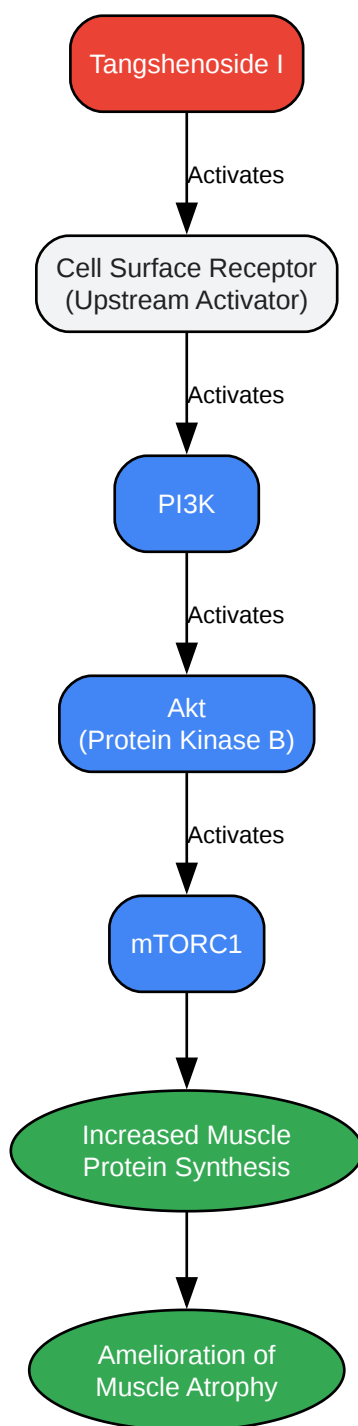 Tangshenoside I
Activates
Cell Surface Receptor
(Upstream Activator)
Activates
PI3K
Activates
Akt
(Protein Kinase B)
Activates
mTORC1
Increased Muscle
Protein Synthesis
Amelioration of
Muscle Atrophy